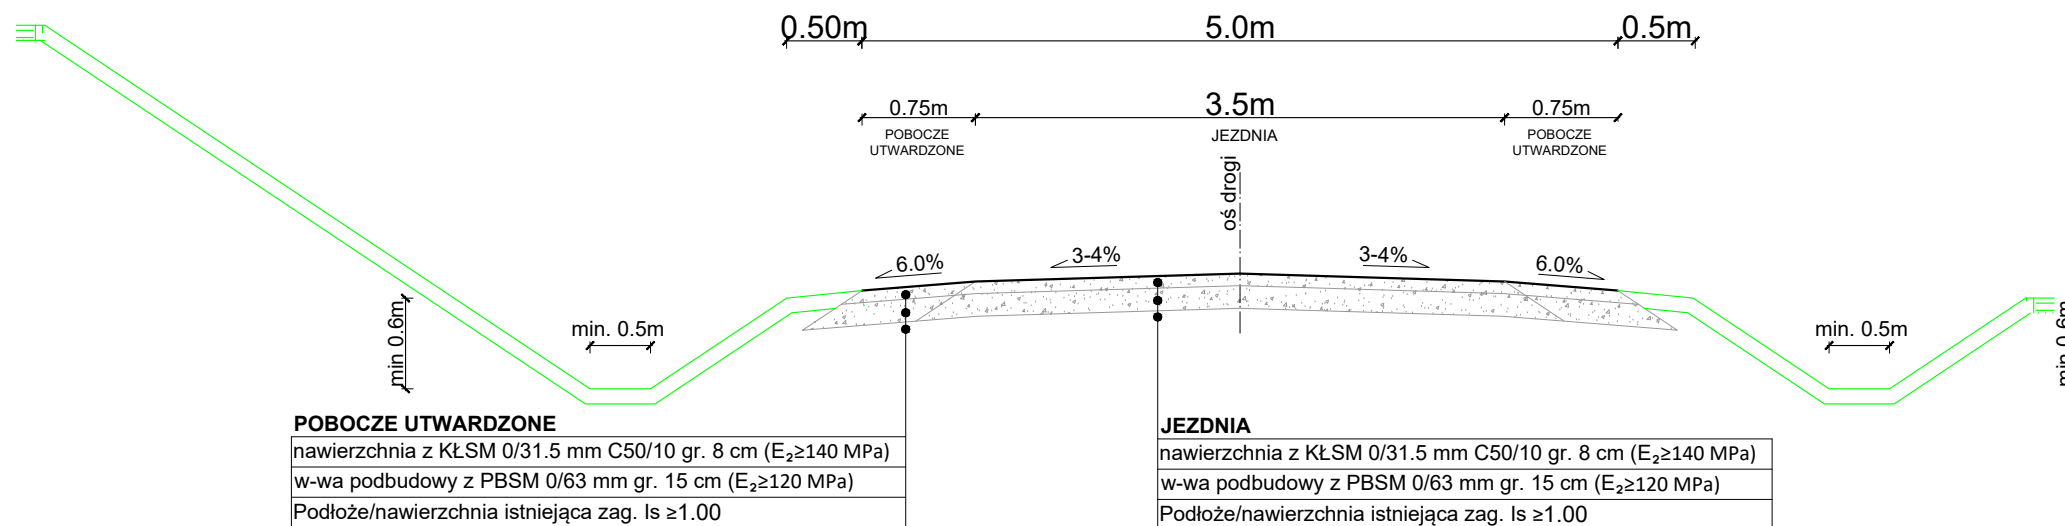 0.50m 5.0m 0.5m
0.75m 3.5m 0.75m
POBOCZE
UTWARDZONE
JEZDNIA
POBOCZE
UTWARDZONE
oś drogi
6.0% 3-4% 3-4% 6.0%
min 0.6m
min. 0.5m
min. 0.5m
min 0.6m
POBOCZE UTWARDZONE
nawierzchnia z KŁSM 0/31.5 mm C50/10 gr. 8 cm (E₂≥140 MPa)
w-wa podbudowy z PBSM 0/63 mm gr. 15 cm (E₂≥120 MPa)
Podłoże/nawierzchnia istniejąca zag. Is ≥1.00
JEZDNIA
nawierzchnia z KŁSM 0/31.5 mm C50/10 gr. 8 cm (E₂≥140 MPa)
w-wa podbudowy z PBSM 0/63 mm gr. 15 cm (E₂≥120 MPa)
Podłoże/nawierzchnia istniejąca zag. Is ≥1.00